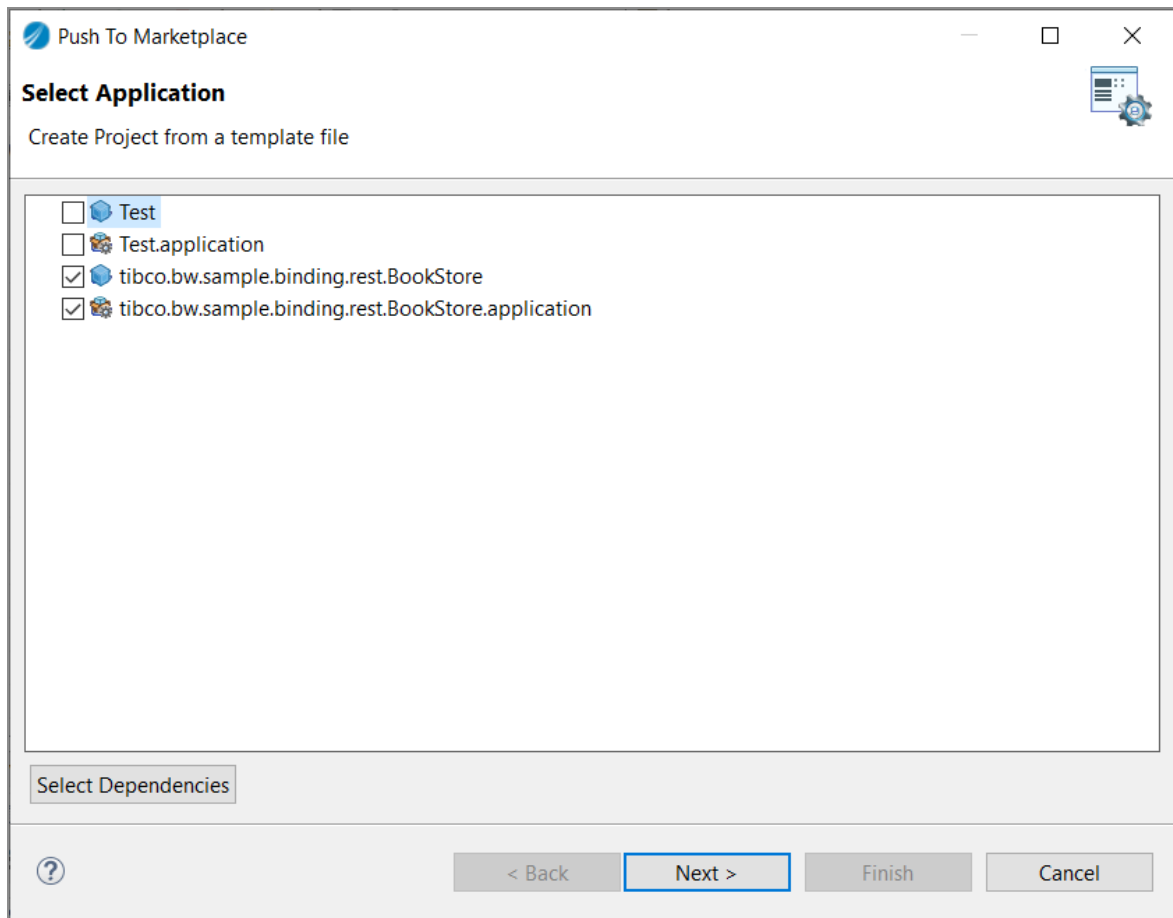 Push To Marketplace
Select Application
Create Project from a template file
Test
Test.application
tibco.bw.sample.binding.rest.BookStore
tibco.bw.sample.binding.rest.BookStore.application
Select Dependencies
? < Back Next > Finish Cancel